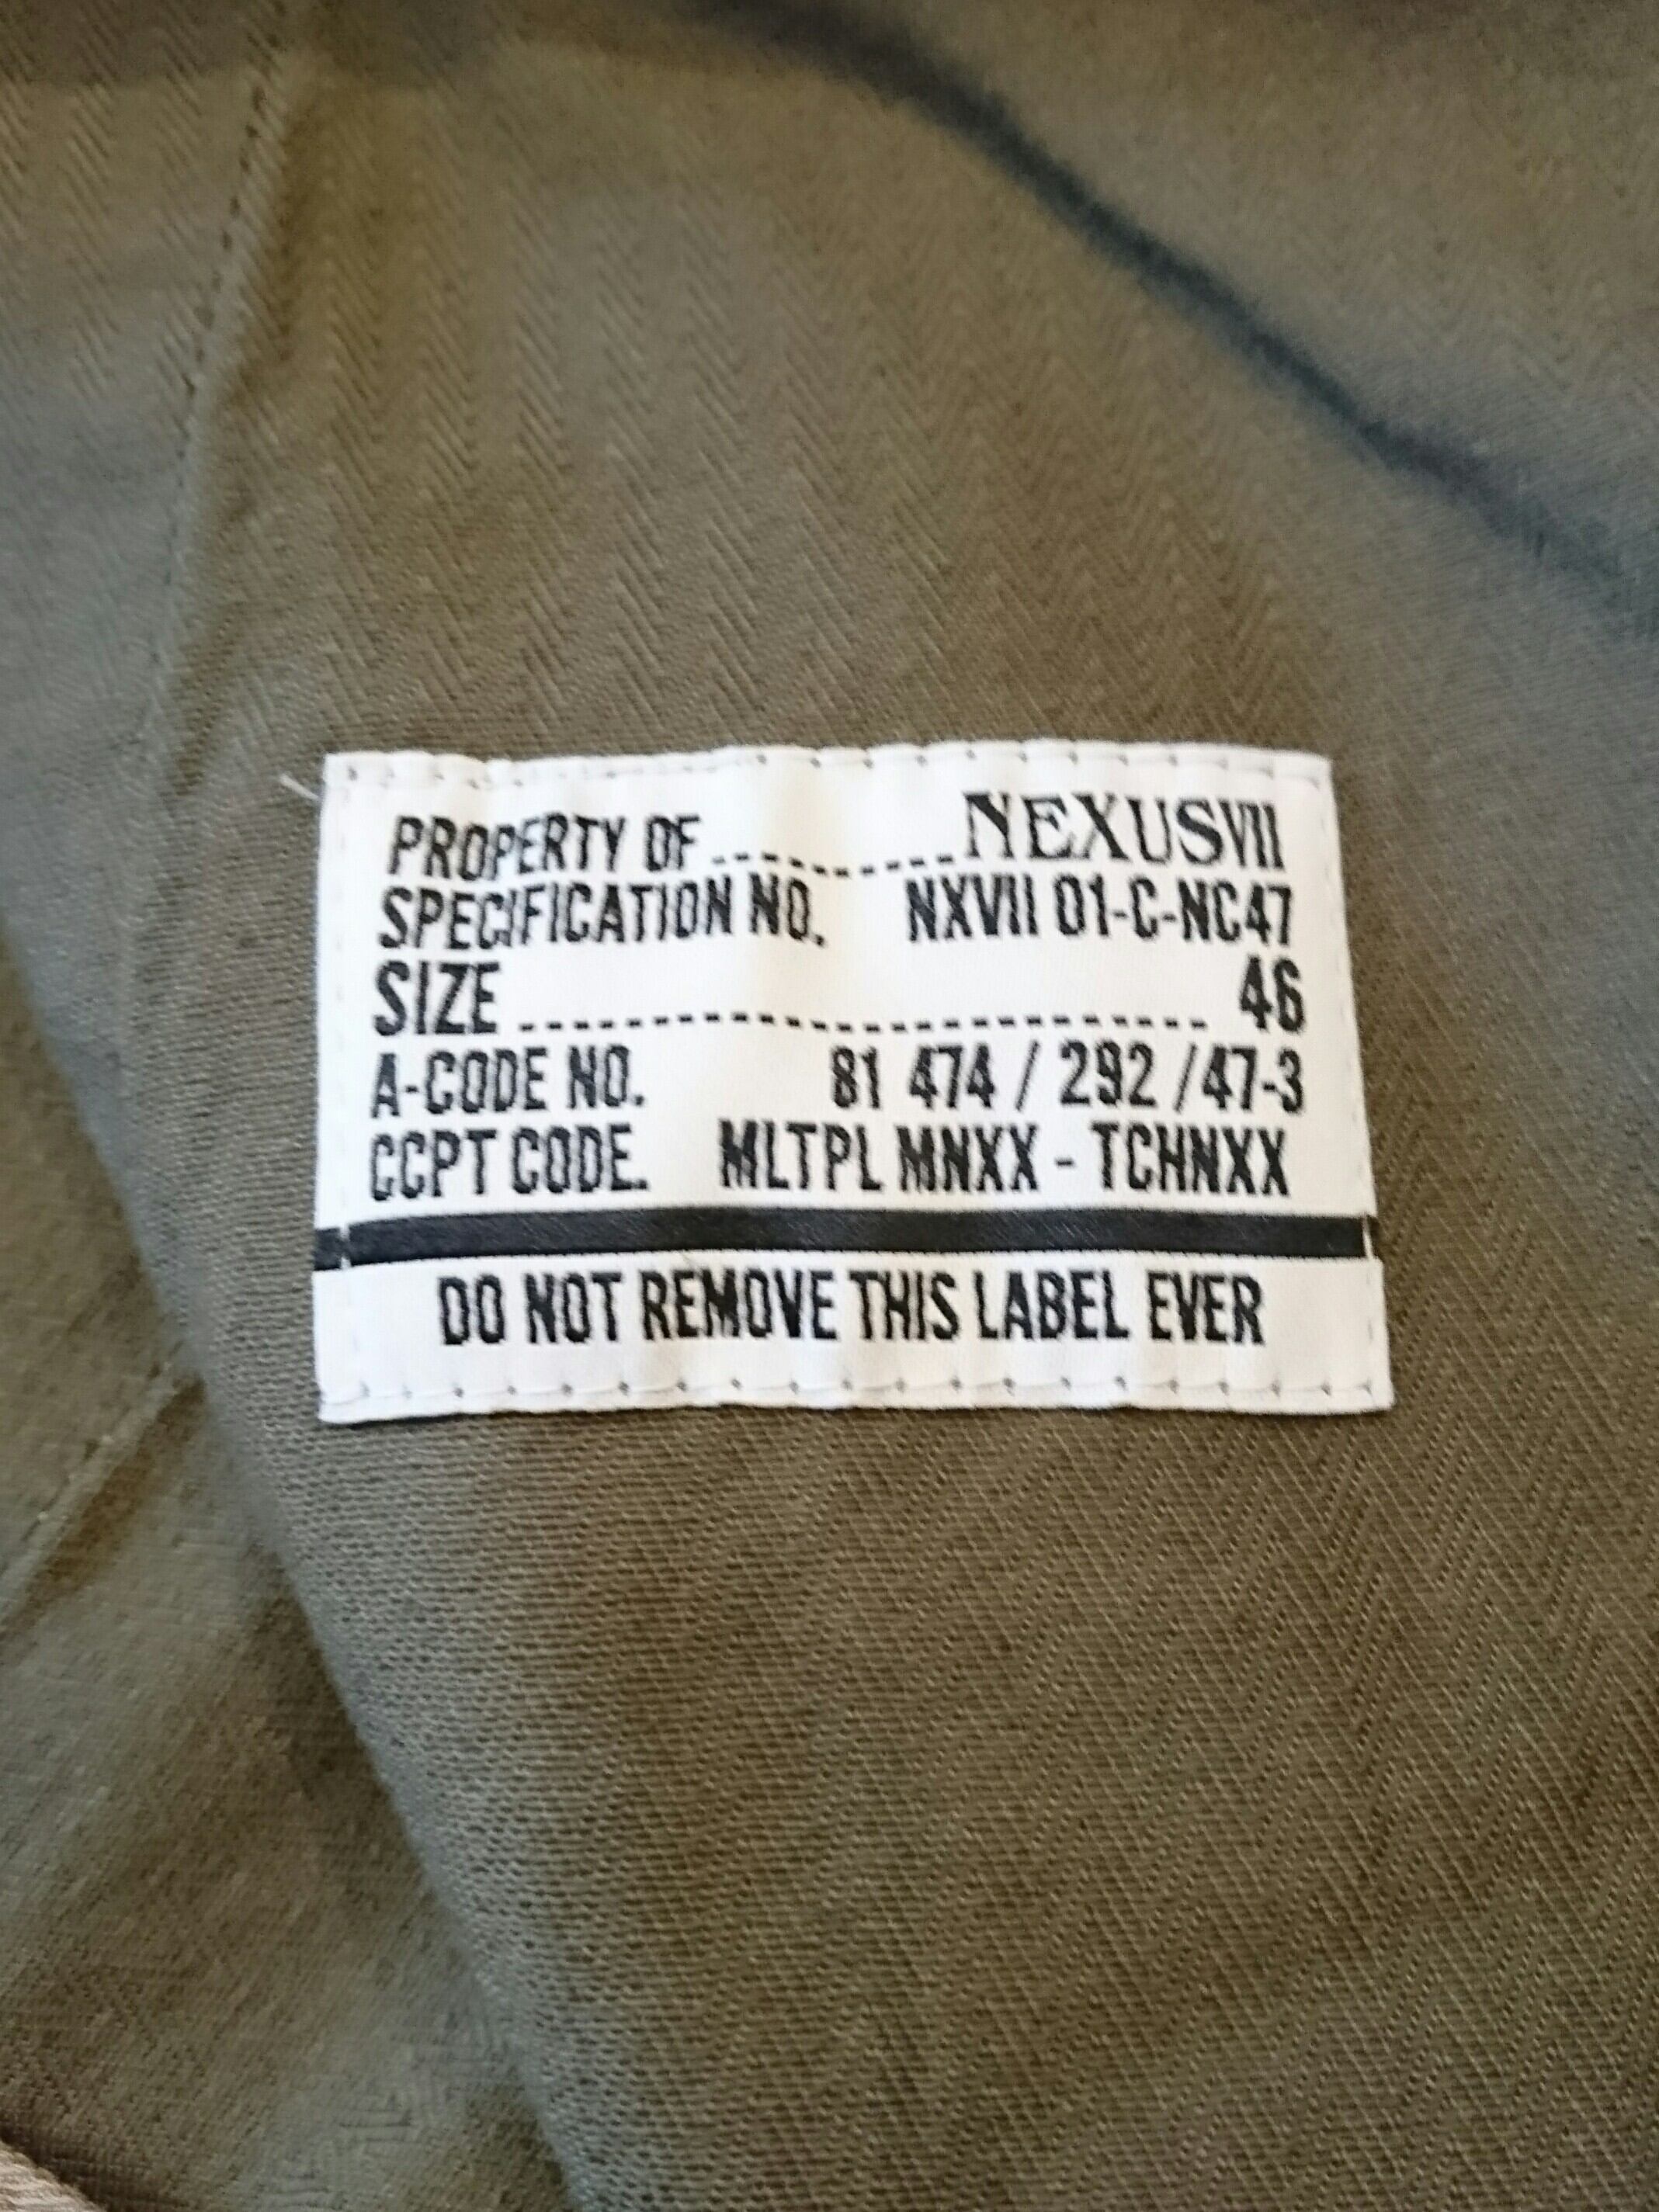 PROPERTY OF ----------NEXUSVII
SPECIFICATION NO. NXVII 01-C-NC47
SIZE -------------------------- 46
A-CODE NO. 81 474 / 292 /47-3
CCPT CODE. MLTPL MNXX - TCHNXX
DO NOT REMOVE THIS LABEL EVER